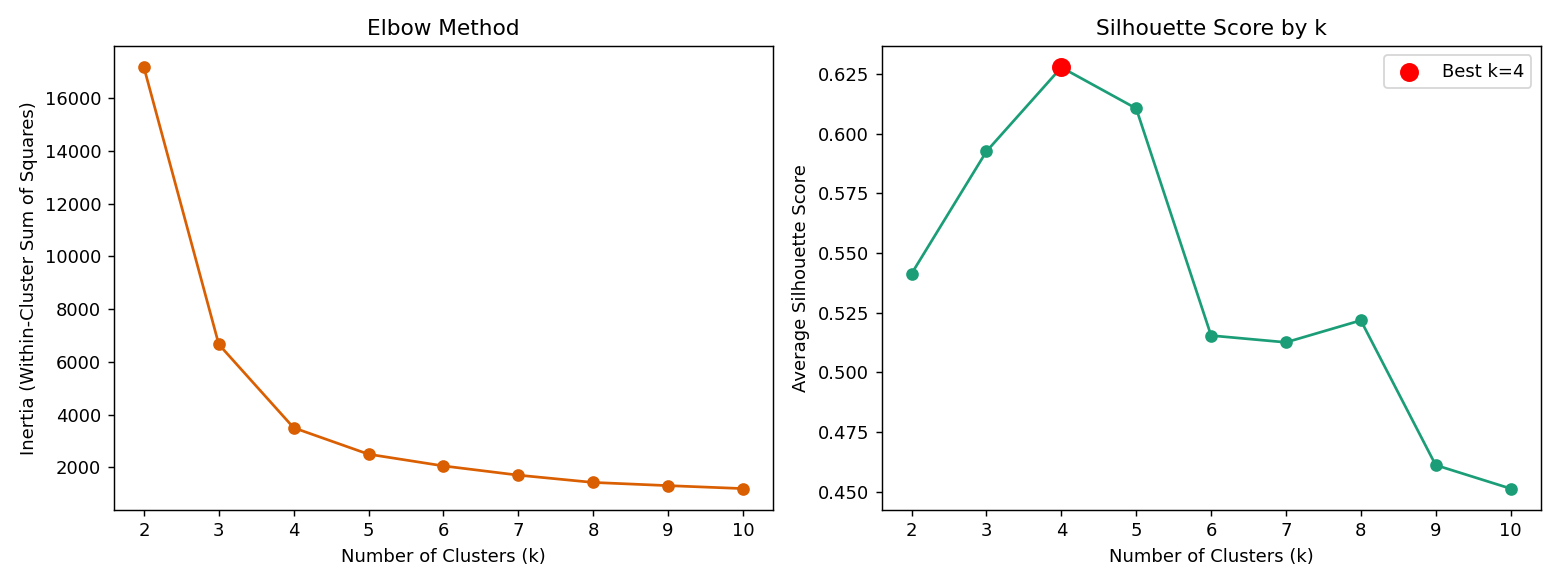 Elbow Method
Inertia (Within-Cluster Sum of Squares)
16000
14000
12000
10000
8000
6000
4000
2000
2 3 4 5 6 7 8 9 10
Number of Clusters (k)
Silhouette Score by k
Best k=4
Average Silhouette Score
0.625
0.600
0.575
0.550
0.525
0.500
0.475
0.450
2 3 4 5 6 7 8 9 10
Number of Clusters (k)